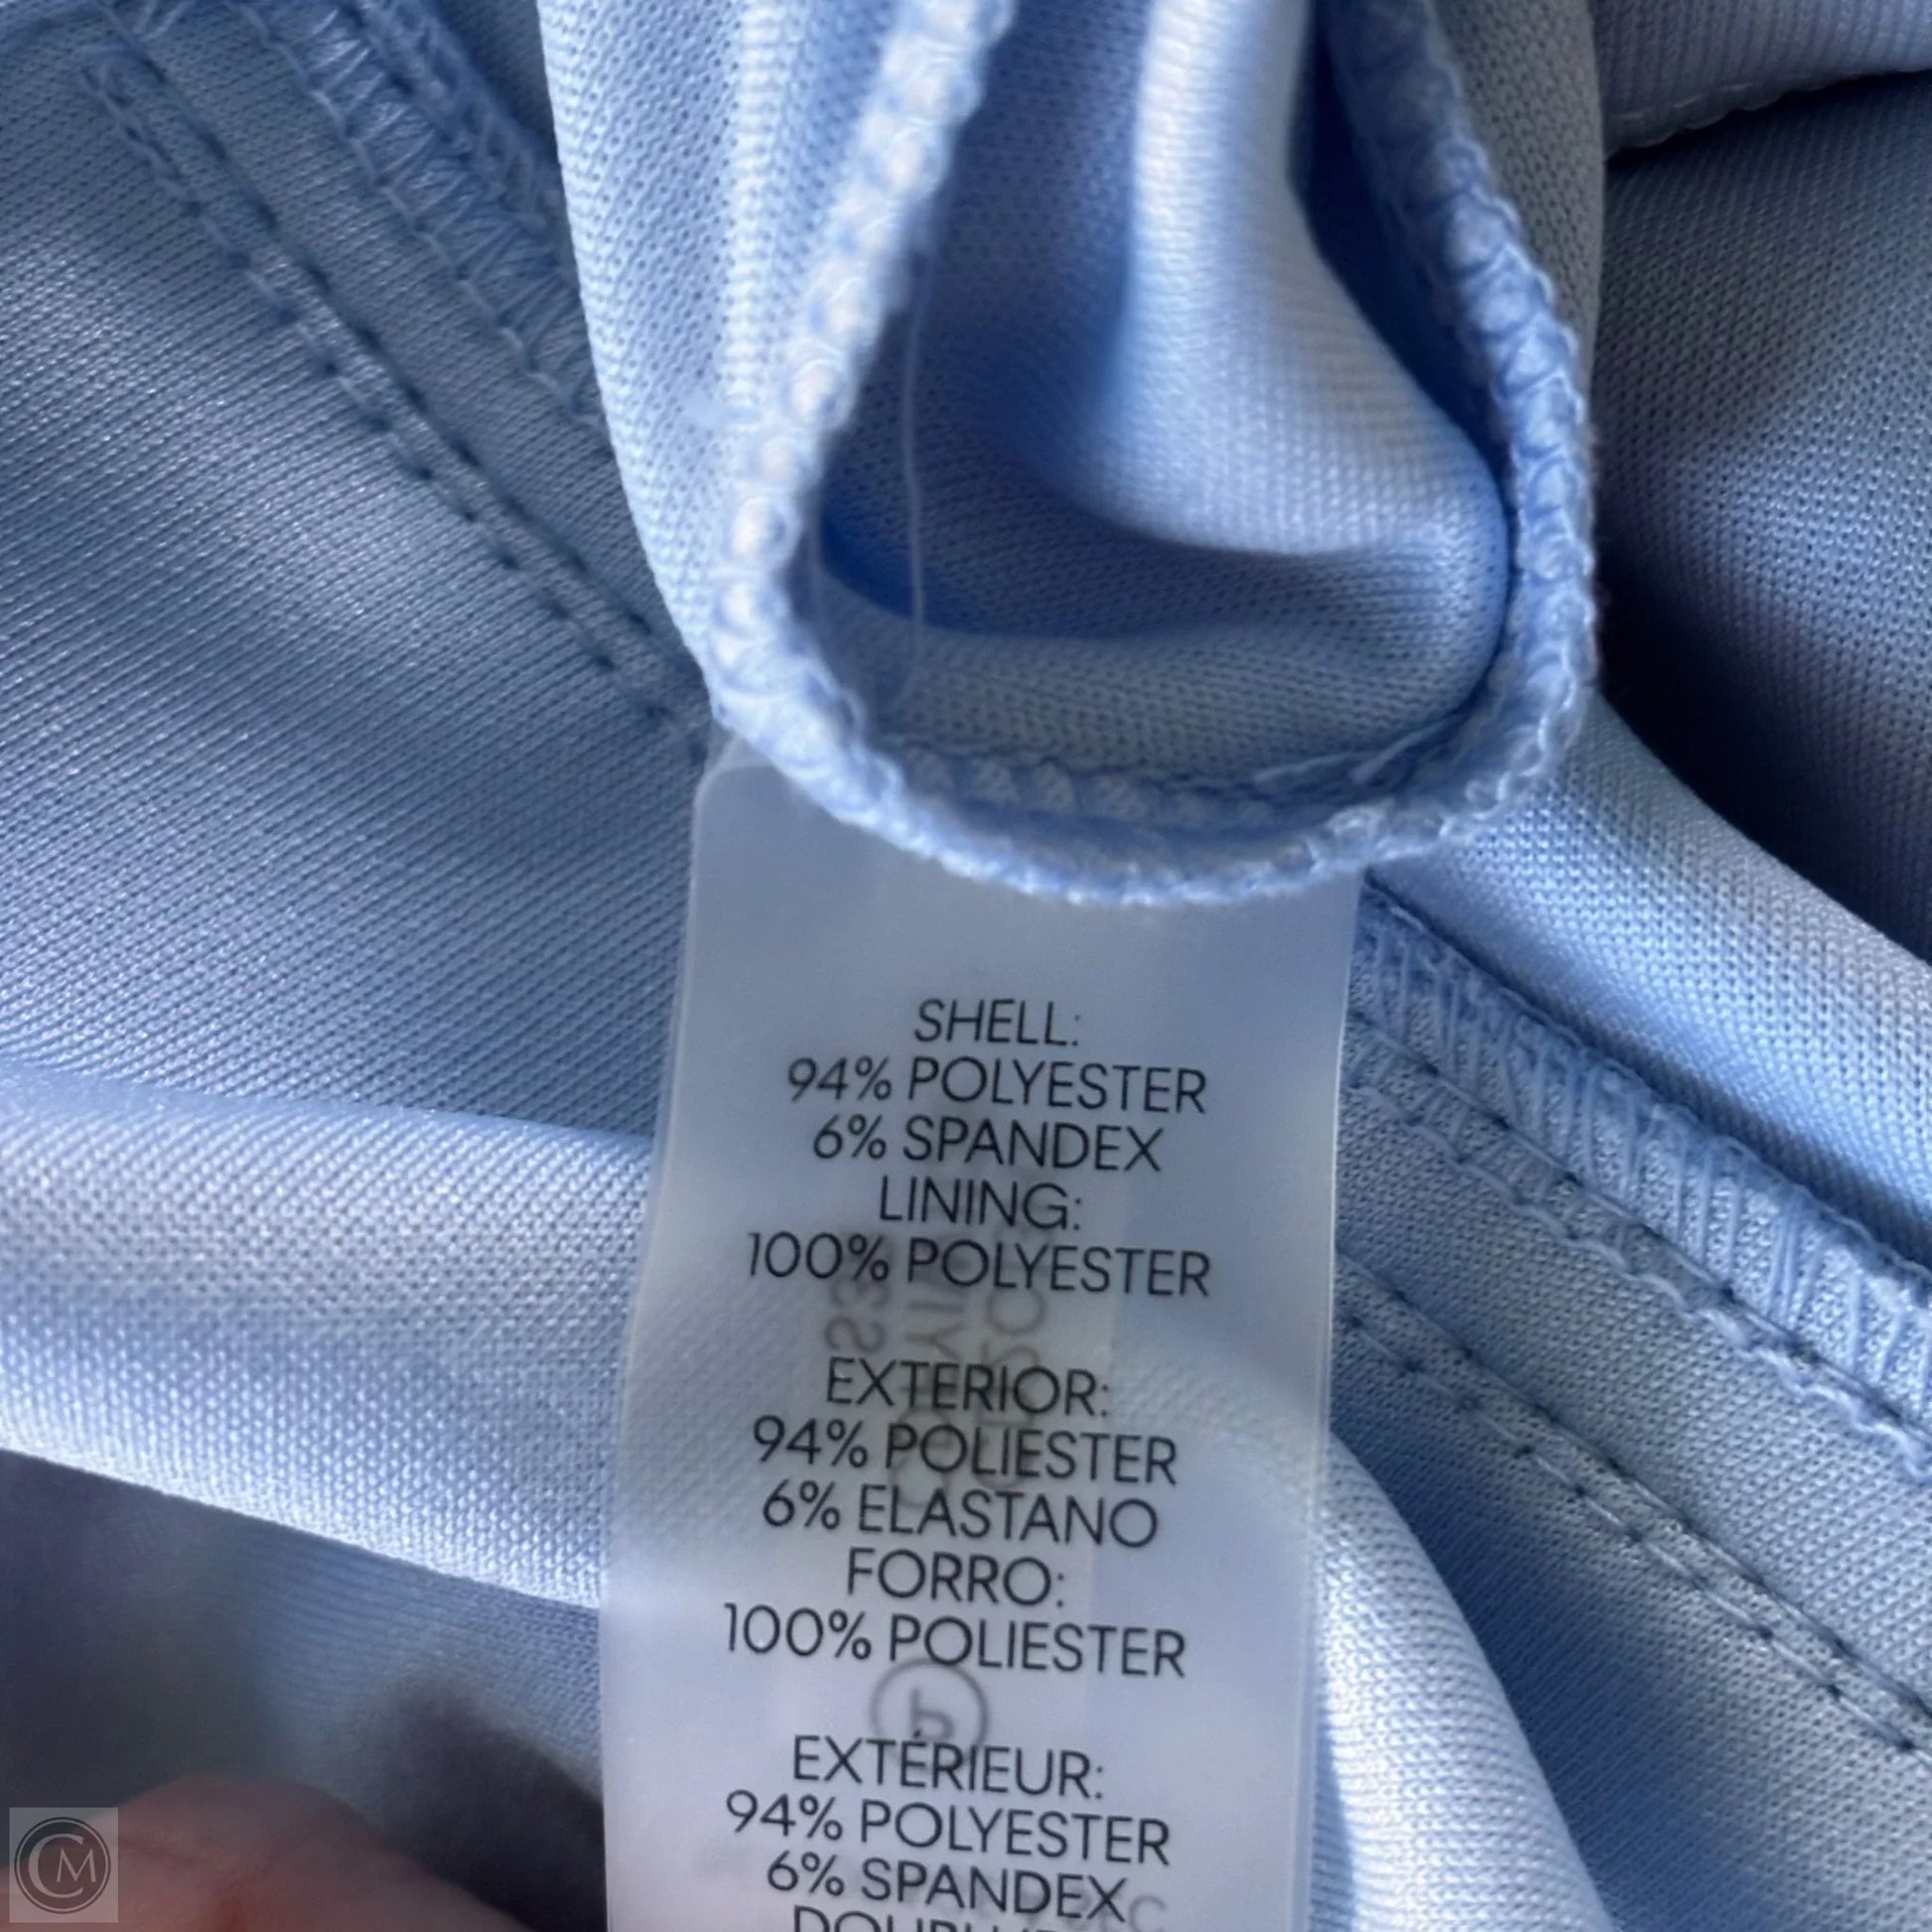 SHELL:
94% POLYESTER
6% SPANDEX
LINING:
100% POLYESTER
EXTERIOR:
94% POLIESTER
6% ELASTANO
FORRO:
100% POLIESTER
EXTÉRIEUR:
94% POLYESTER
6% SPANDEX
CM